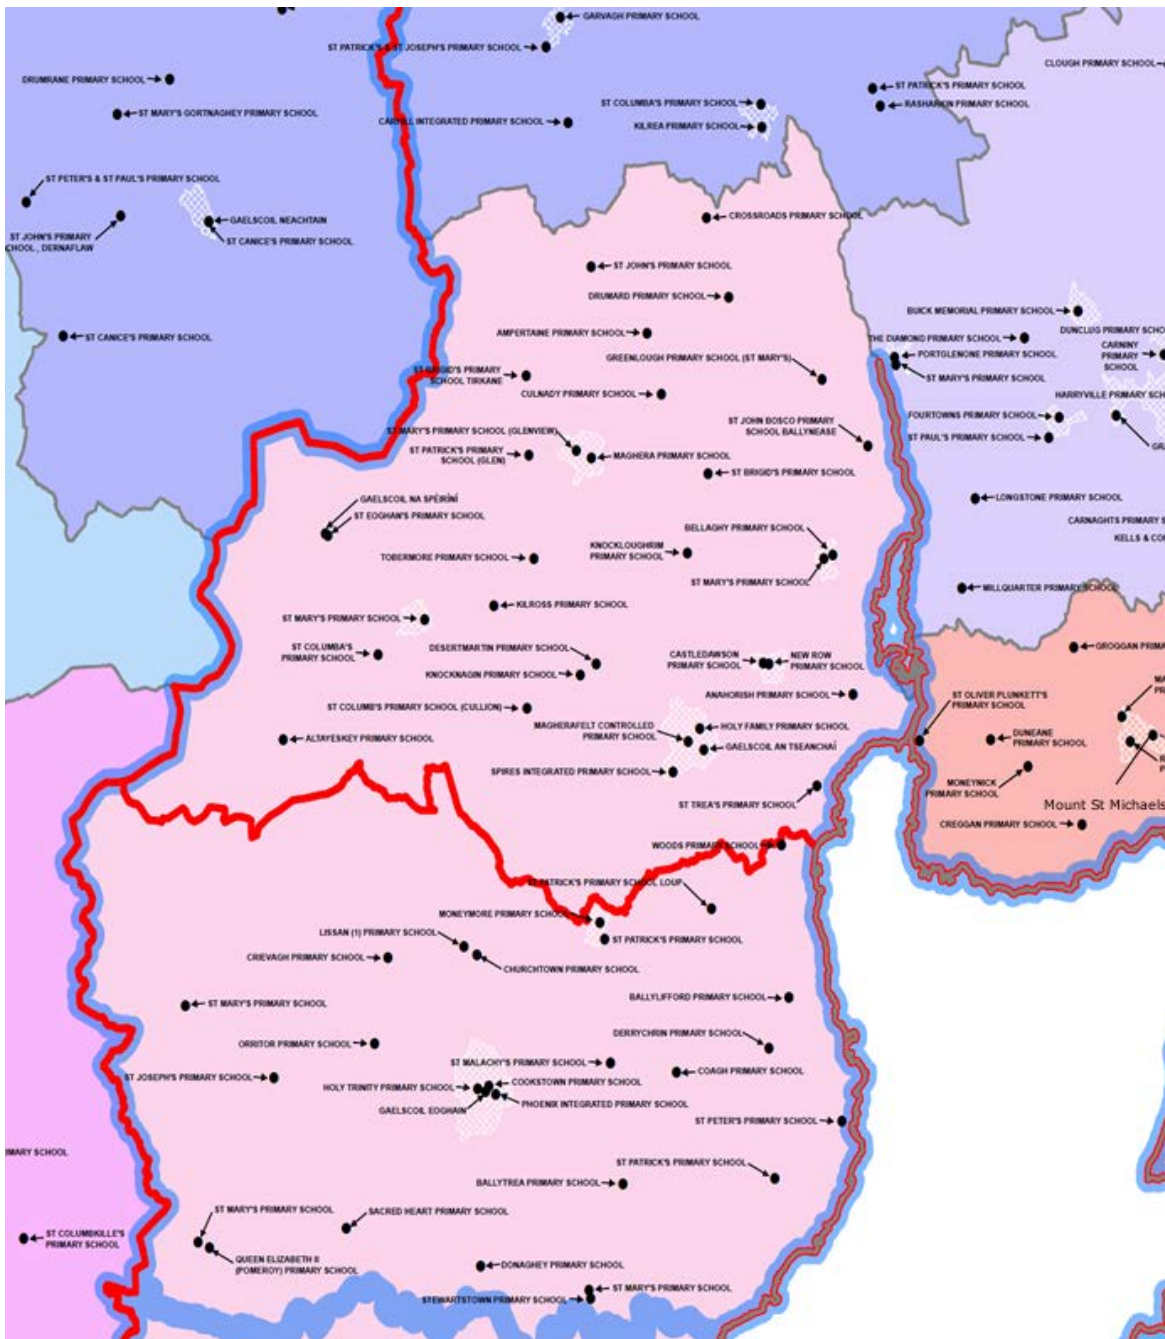 GARVAGH PRIMARY SCHOOL
ST PATRICK'S & ST JOSEPH'S PRIMARY SCHOOL
CLOUGH PRIMARY SCHOOL
DRUMRANE PRIMARY SCHOOL
ST PATRICK'S PRIMARY SCHOOL
ST COLUMBA'S PRIMARY SCHOOL
RASHARKIN PRIMARY SCHOOL
ST MARY'S GORTNAGHEY PRIMARY SCHOOL
CARHILL INTEGRATED PRIMARY SCHOOL
KILREA PRIMARY SCHOOL
ST PETER'S & ST PAUL'S PRIMARY SCHOOL
GAELSCOIL NEACHTAIN
CROSSROADS PRIMARY SCHOOL
ST JOHN'S PRIMARY
CHOOL , DERNAFLAW
ST CANICE'S PRIMARY SCHOOL
ST JOHN'S PRIMARY SCHOOL
DRUMARD PRIMARY SCHOOL
BUICK MEMORIAL PRIMARY SCHOOL
ST CANICE'S PRIMARY SCHOOL
AMPERTAINE PRIMARY SCHOOL
THE DIAMOND PRIMARY SCHOOL
DUNCLUG PRIMARY SCHO
CARNINY
PRIMARY
SCHOOL
GREENLOUGH PRIMARY SCHOOL (ST MARY'S)
PORTGLENONE PRIMARY SCHOOL
ST BRIGID'S PRIMARY
SCHOOL TIRKANE
ST MARY'S PRIMARY SCHOOL
CULNADY PRIMARY SCHOOL
HARRYVILLE PRIMARY SCH
ST JOHN BOSCO PRIMARY
SCHOOL BALLYNEASE
FOURTOWNS PRIMARY SCHOOL
ST MARY'S PRIMARY SCHOOL (GLENVIEW)
ST PAUL'S PRIMARY SCHOOL
GR
ST PATRICK'S PRIMARY
SCHOOL (GLEN)
MAGHERA PRIMARY SCHOOL
ST BRIGID'S PRIMARY SCHOOL
GAELSCOIL NA SPÉIRÍNÍ
LONGSTONE PRIMARY SCHOOL
ST EOGHAN'S PRIMARY SCHOOL
BELLAGHY PRIMARY SCHOOL
CARNAGHTS PRIMARY S
KELLS & CO
TOBERMORE PRIMARY SCHOOL
KNOCKLOUGHRIM
PRIMARY SCHOOL
ST MARY'S PRIMARY SCHOOL
MILLQUARTER PRIMARY SCHOOL
KILROSS PRIMARY SCHOOL
ST MARY'S PRIMARY SCHOOL
GROGGAN PRIMA
ST COLUMBA'S
PRIMARY SCHOOL
DESERTMARTIN PRIMARY SCHOOL
CASTLEDAWSON
PRIMARY SCHOOL
NEW ROW
PRIMARY SCHOOL
KNOCKNAGIN PRIMARY SCHOOL
MA
PRI
ANAHORISH PRIMARY SCHOOL
ST OLIVER PLUNKETT'S
PRIMARY SCHOOL
ST COLUMB'S PRIMARY SCHOOL (CULLION)
MAGHERAFELT CONTROLLED
PRIMARY SCHOOL
HOLY FAMILY PRIMARY SCHOOL
ALTAYESKEY PRIMARY SCHOOL
GAELSCOIL AN TSEANCHAÍ
DUNEANE
PRIMARY SCHOOL
R
P
SPIRES INTEGRATED PRIMARY SCHOOL
MONEYNICK
PRIMARY SCHOOL
ST TREA'S PRIMARY SCHOOL
Mount St Michaels
CREGGAN PRIMARY SCHOOL
WOODS PRIMARY SCHOOL
ST PATRICK'S PRIMARY SCHOOL LOUP
MONEYMORE PRIMARY SCHOOL
LISSAN (1) PRIMARY SCHOOL
ST PATRICK'S PRIMARY SCHOOL
CRIEVAGH PRIMARY SCHOOL
CHURCHTOWN PRIMARY SCHOOL
ST MARY'S PRIMARY SCHOOL
BALLYLIFFORD PRIMARY SCHOOL
DERRYCHRIN PRIMARY SCHOOL
ORRITOR PRIMARY SCHOOL
ST MALACHY'S PRIMARY SCHOOL
COAGH PRIMARY SCHOOL
ST JOSEPH'S PRIMARY SCHOOL
COOKSTOWN PRIMARY SCHOOL
HOLY TRINITY PRIMARY SCHOOL
PHOENIX INTEGRATED PRIMARY SCHOOL
GAELSCOIL EOGHAIN
ST PETER'S PRIMARY SCHOOL
IMARY SCHOOL
ST PATRICK'S PRIMARY SCHOOL
BALLYTREA PRIMARY SCHOOL
ST MARY'S PRIMARY SCHOOL
SACRED HEART PRIMARY SCHOOL
ST COLUMBKILLE'S
PRIMARY SCHOOL
QUEEN ELIZABETH II
(POMEROY) PRIMARY SCHOOL
DONAGHEY PRIMARY SCHOOL
ST MARY'S PRIMARY SCHOOL
STEWARTSTOWN PRIMARY SCHOOL